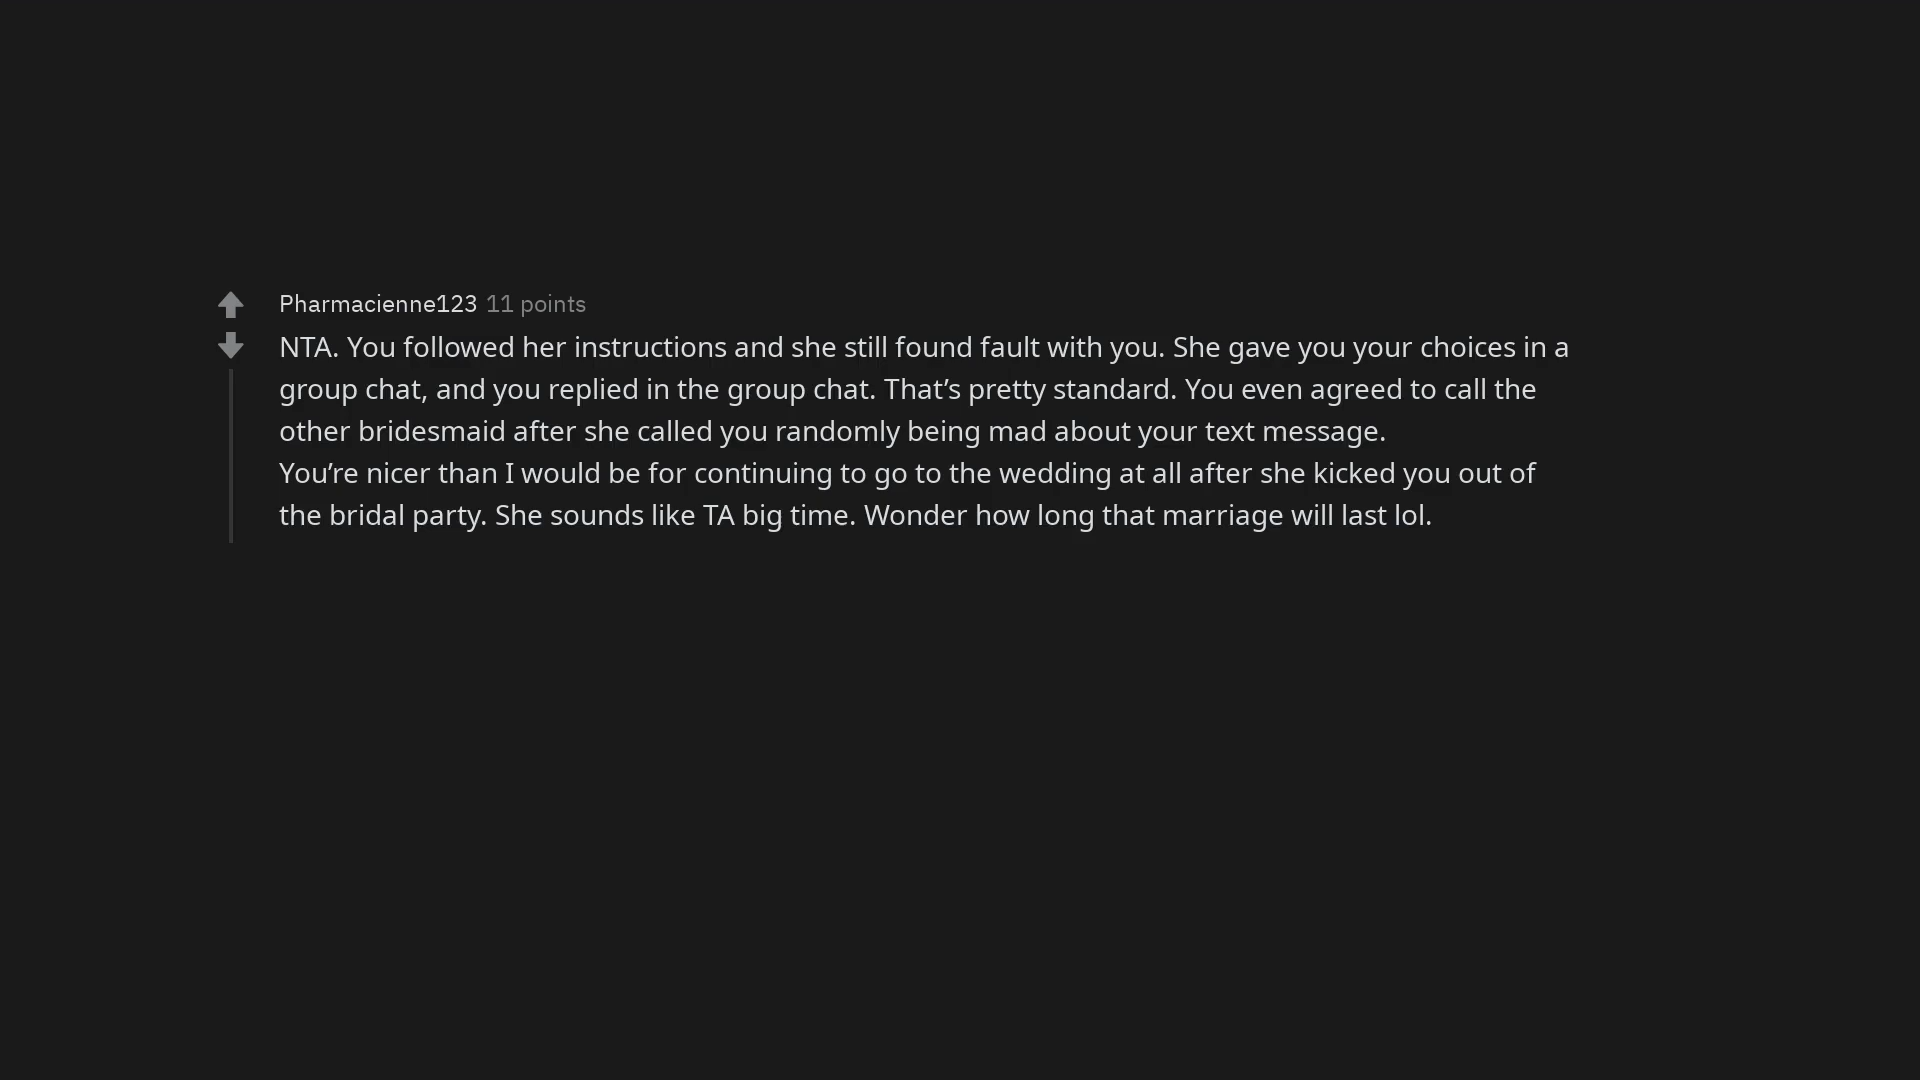 Pharmacienne123 11 points
NTA. You followed her instructions and she still found fault with you. She gave you your choices in a
group chat, and you replied in the group chat. That’s pretty standard. You even agreed to call the
other bridesmaid after she called you randomly being mad about your text message.
You’re nicer than I would be for continuing to go to the wedding at all after she kicked you out of
the bridal party. She sounds like TA big time. Wonder how long that marriage will last lol.